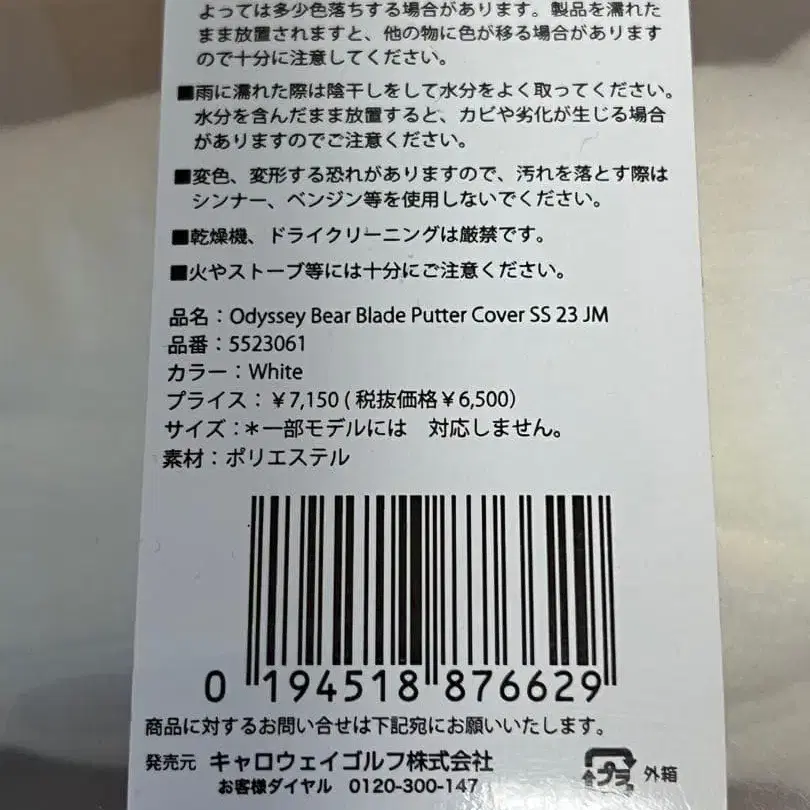 よっては多少色落ちする場合があります。製品を濡れた
まま放置されますと、他の物に色が移る場合があります
ので十分に注意してください。
■雨に濡れた際は陰干しをして水分をよく取ってください。
水分を含んだまま放置すると、カビや劣化が生じる場合
がありますのでご注意ください。
■変色、変形する恐れがありますので、汚れを落とす際は
シンナー、ベンジン等を使用しないでください。
■乾燥機、ドライクリーニングは厳禁です。
■火やストーブ等には十分にご注意ください。
品名：Odyssey Bear Blade Putter Cover SS 23 JM
品番：5523061
カラー：White
プライス：￥7,150 ( 税抜価格￥6,500）
サイズ：＊一部モデルには　対応しません。
素材：ポリエステル
0 194518 876629
商品に対するお問い合せは下記宛にお願いいたします。
発売元 キャロウェイゴルフ株式会社
お客様ダイヤル 0120-300-147
プラ 外箱